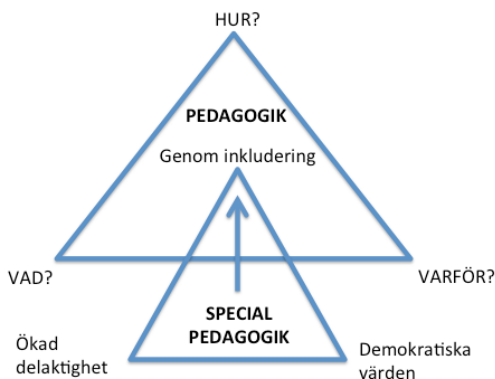 HUR?
PEDAGOGIK
Genom inkludering
VAD?
VARFÖR?
SPECIAL
PEDAGOGIK
Ökad
delaktighet
Demokratiska
värden